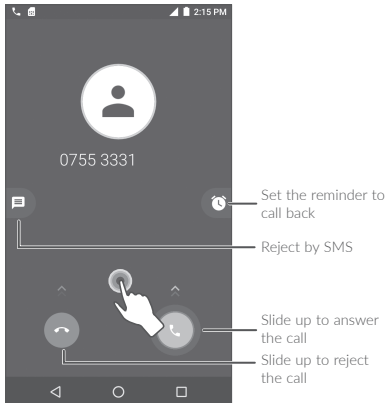 2:15 PM
0755 3331
Set the reminder to
call back
Reject by SMS
Slide up to answer
the call
Slide up to reject
the call